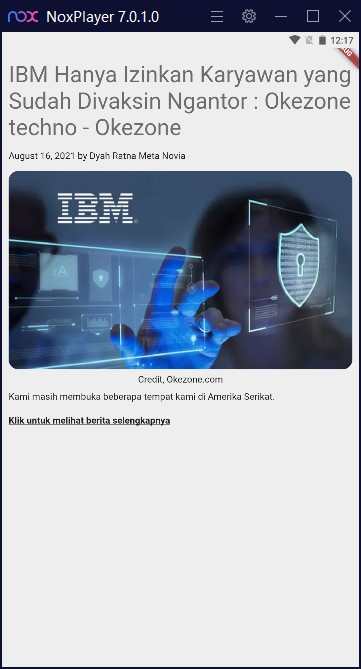 NoxPlayer 7.0.1.0
12:17
IBM Hanya Izinkan Karyawan yang
Sudah Divaksin Ngantor : Okezone
techno - Okezone
August 16, 2021 by Dyah Ratna Meta Novia
IBM
Credit, Okezone.com
Kami masih membuka beberapa tempat kami di Amerika Serikat.
Klik untuk melihat berita selengkapnya